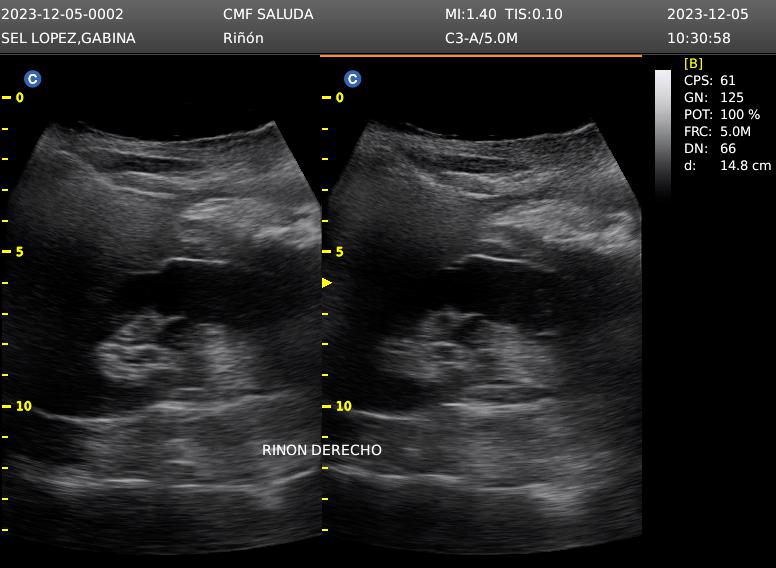 2023-12-05-0002 CMF SALUDA MI:1.40 TIS:0.10 2023-12-05
SEL LOPEZ,GABINA Riñón C3-A/5.0M 10:30:58
[B]
CPS: 61
GN: 125
POT: 100 %
FRC: 5.0M
DN: 66
d: 14.8 cm
C
0
5
10
C
0
5
10
RINON DERECHO